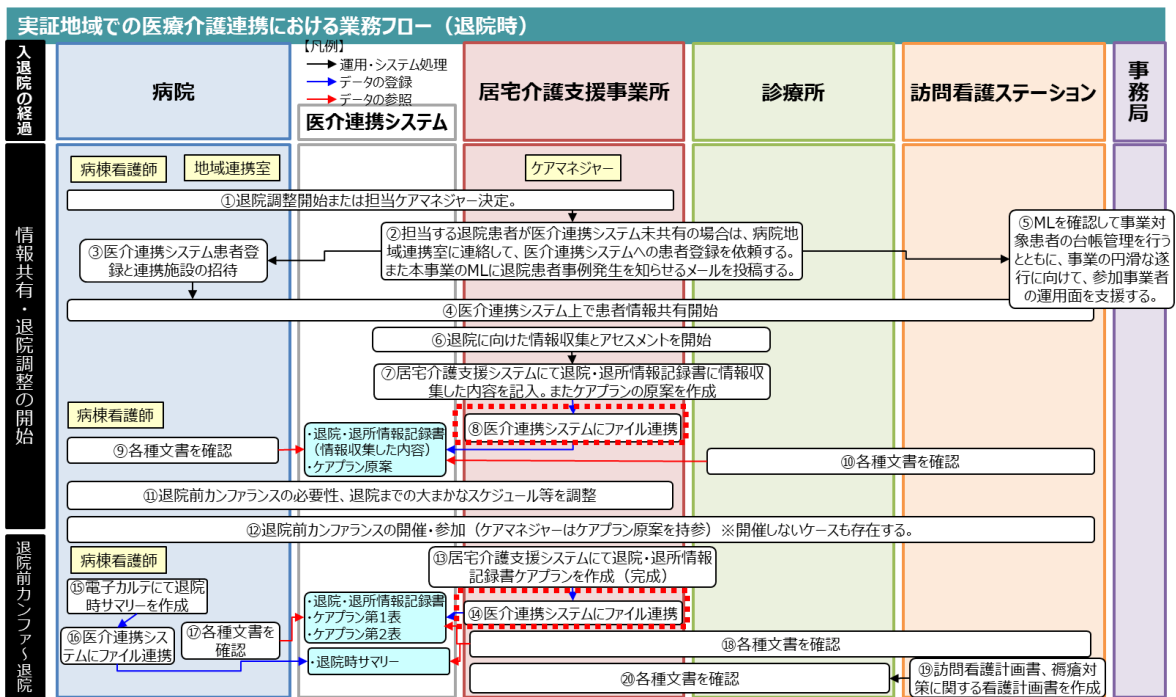 実証地域での医療介護連携における業務フロー（退院時）
入退院の経過
病院
【凡例】
運用・システム処理
データの登録
データの参照
医介連携システム
居宅介護支援事業所
診療所
訪問看護ステーション
事務局
情報共有・退院調整の開始
病棟看護師
地域連携室
ケアマネジャー
①退院調整開始または担当ケアマネジャー決定。
②担当する退院患者が医介連携システム未共有の場合は、病院地
域連携室に連絡して、医介連携システムへの患者登録を依頼する。
また本事業のMLに退院患者事例発生を知らせるメールを投稿する。
③医介連携システム患者登
録と連携施設の招待
⑤MLを確認して事業対
象患者の台帳管理を行う
とともに、事業の円滑な遂
行に向けて、参加事業者
の運用面を支援する。
④医介連携システム上で患者情報共有開始
⑥退院に向けた情報収集とアセスメントを開始
⑦居宅介護支援システムにて退院・退所情報記録書に情報収
集した内容を記入。またケアプランの原案を作成
病棟看護師
⑧医介連携システムにファイル連携
⑨各種文書を確認
・退院・退所情報記録書
（情報収集した内容）
・ケアプラン原案
⑩各種文書を確認
⑪退院前カンファランスの必要性、退院までの大まかなスケジュール等を調整
⑫退院前カンファランスの開催・参加（ケアマネジャーはケアプラン原案を持参）※開催しないケースも存在する。
退院前カンファ～退院
病棟看護師
⑬居宅介護支援システムにて退院・退所情報
記録書ケアプランを作成（完成）
⑮電子カルテにて退院
時サマリーを作成
・退院・退所情報記録書
・ケアプラン第1表
・ケアプラン第2表
⑭医介連携システムにファイル連携
⑯医介連携シス
テムにファイル連携
⑰各種文書を
確認
⑱各種文書を確認
・退院時サマリー
⑳各種文書を確認
⑲訪問看護計画書、褥瘡対
策に関する看護計画書を作成